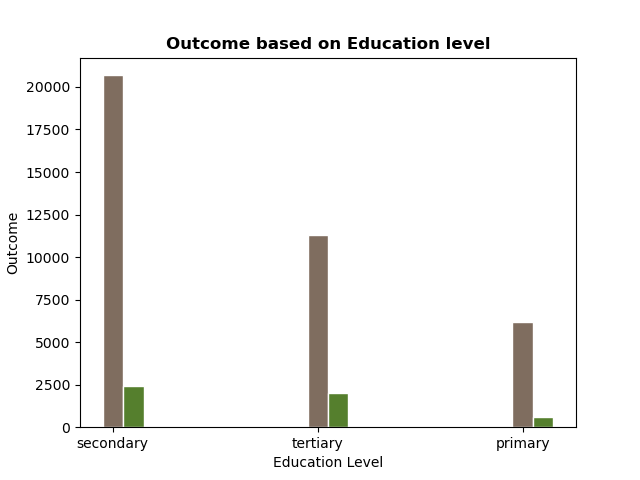 Outcome based on Education level
20000
17500
15000
12500
10000
7500
5000
2500
0
Outcome
secondary tertiary primary
Education Level